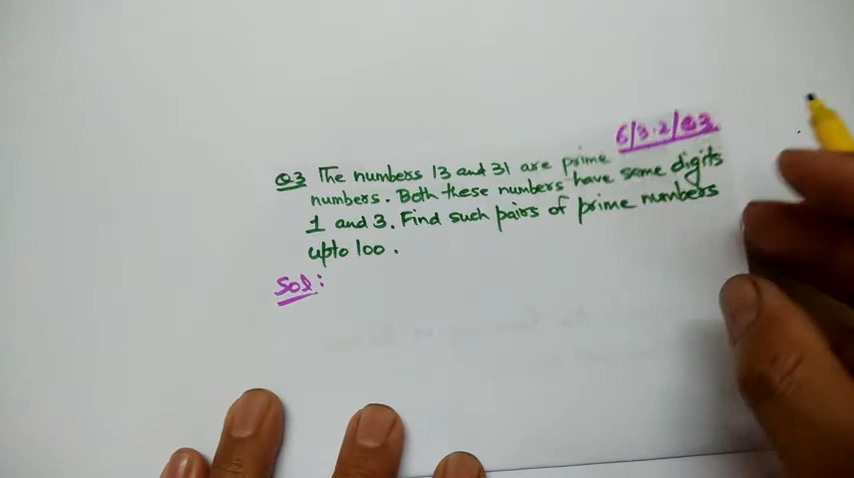 6/3.2/Q3.
Q3 The numbers 13 and 31 are prime
numbers. Both these numbers have same digits
1 and 3. Find such pairs of prime numbers
upto 100.
Sol: